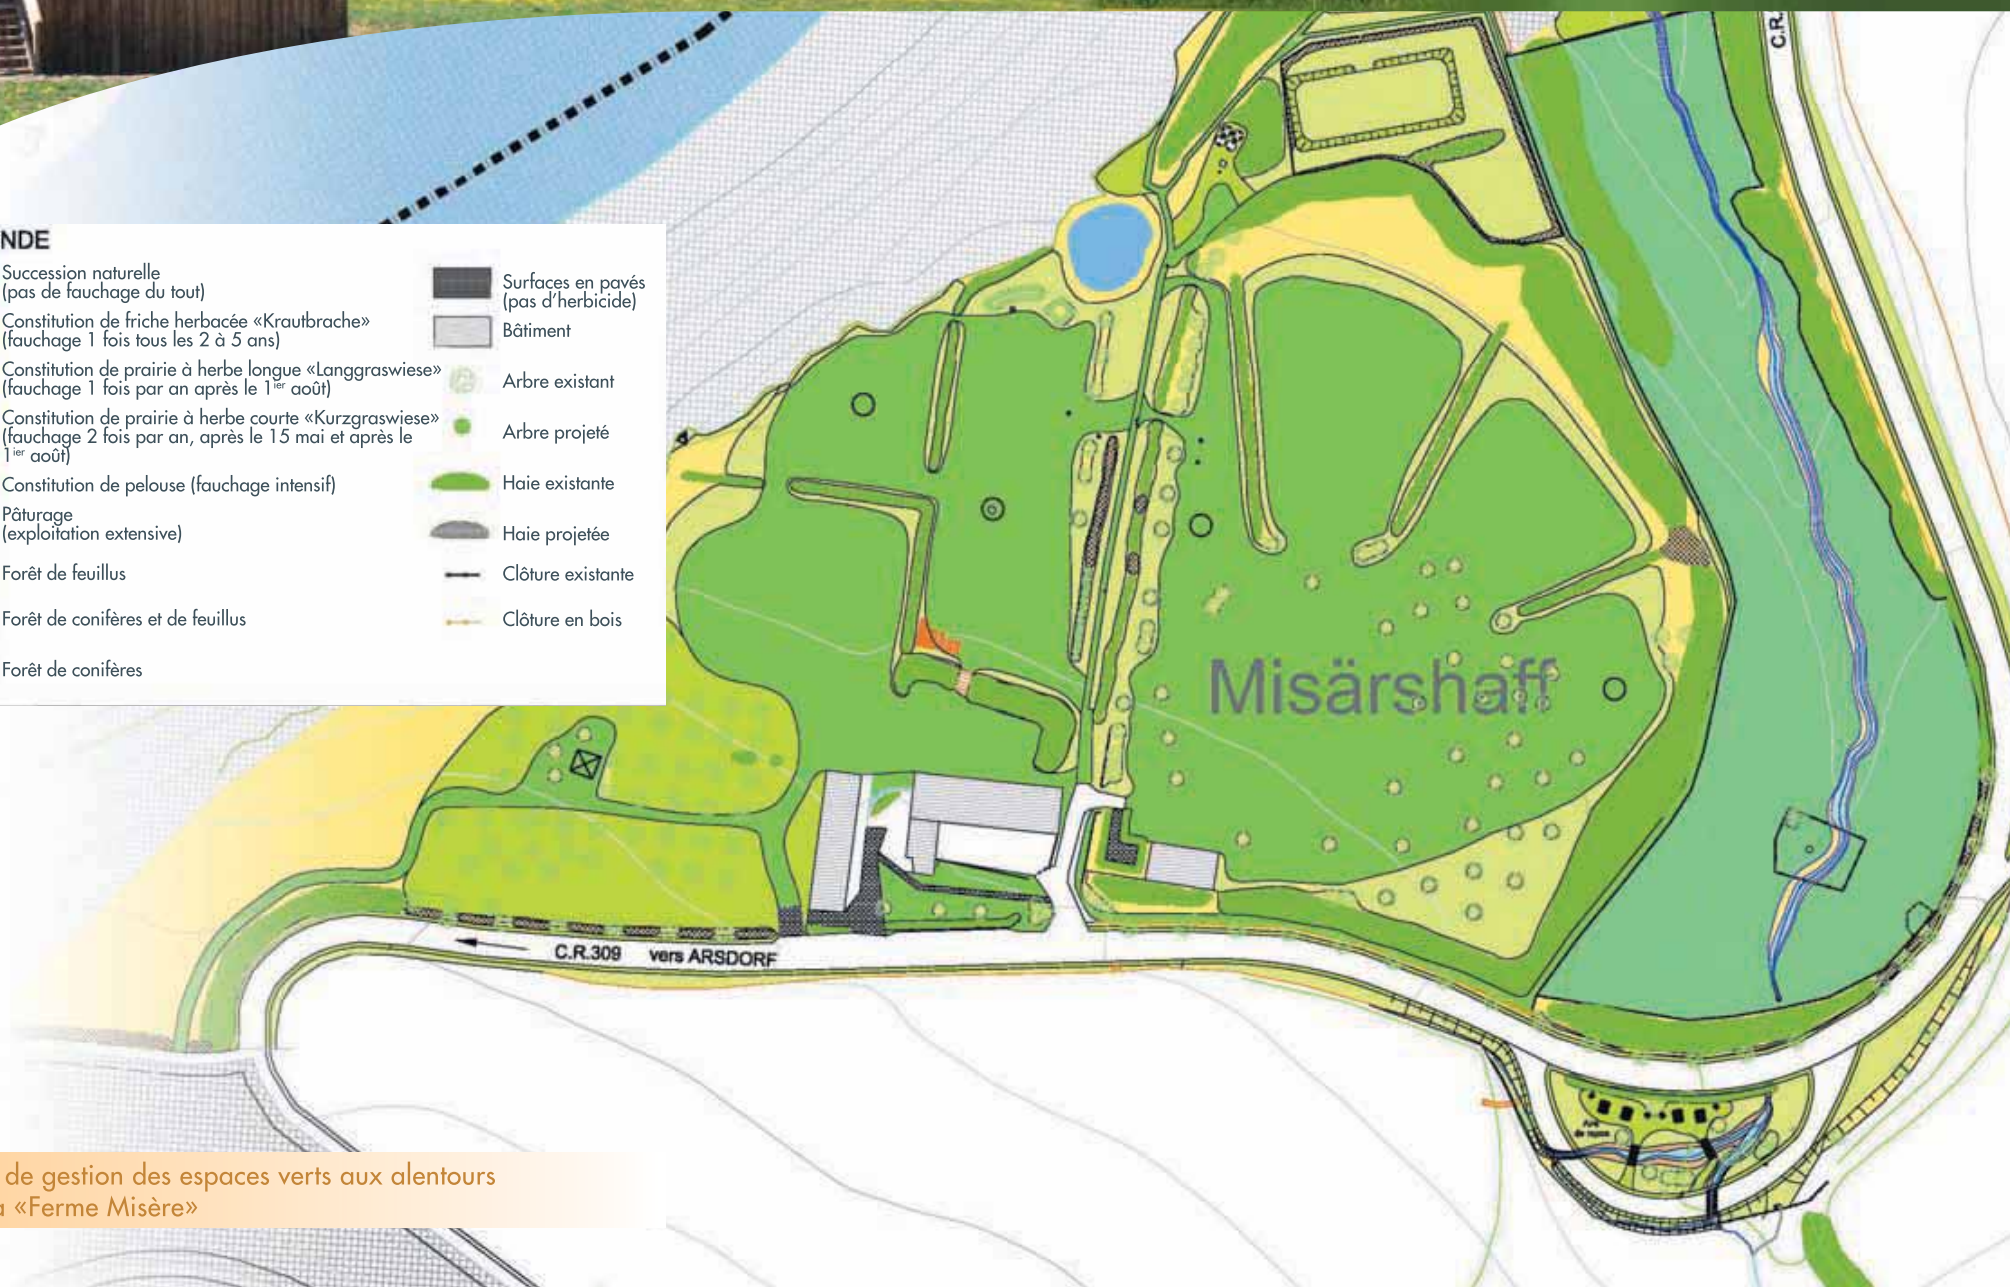 C.R.
NDE
Succession naturelle
(pas de fauchage du tout)
Constitution de friche herbacée «Krautbrache»
(fauchage 1 fois tous les 2 à 5 ans)
Constitution de prairie à herbe longue «Langgraswiese»
(fauchage 1 fois par an après le 1ier août)
Constitution de prairie à herbe courte «Kurzgraswiese»
(fauchage 2 fois par an, après le 15 mai et après le
1ier août)
Constitution de pelouse (fauchage intensif)
Pâturage
(exploitation extensive)
Forêt de feuillus
Forêt de conifères et de feuillus
Forêt de conifères
Surfaces en pavés
(pas d'herbicide)
Bâtiment
Arbre existant
Arbre projeté
Haie existante
Haie projetée
Clôture existante
Clôture en bois
Misärshaff
C.R.309 vers ARSDORF
Aire
de repos
de gestion des espaces verts aux alentours
a «Ferme Misère»